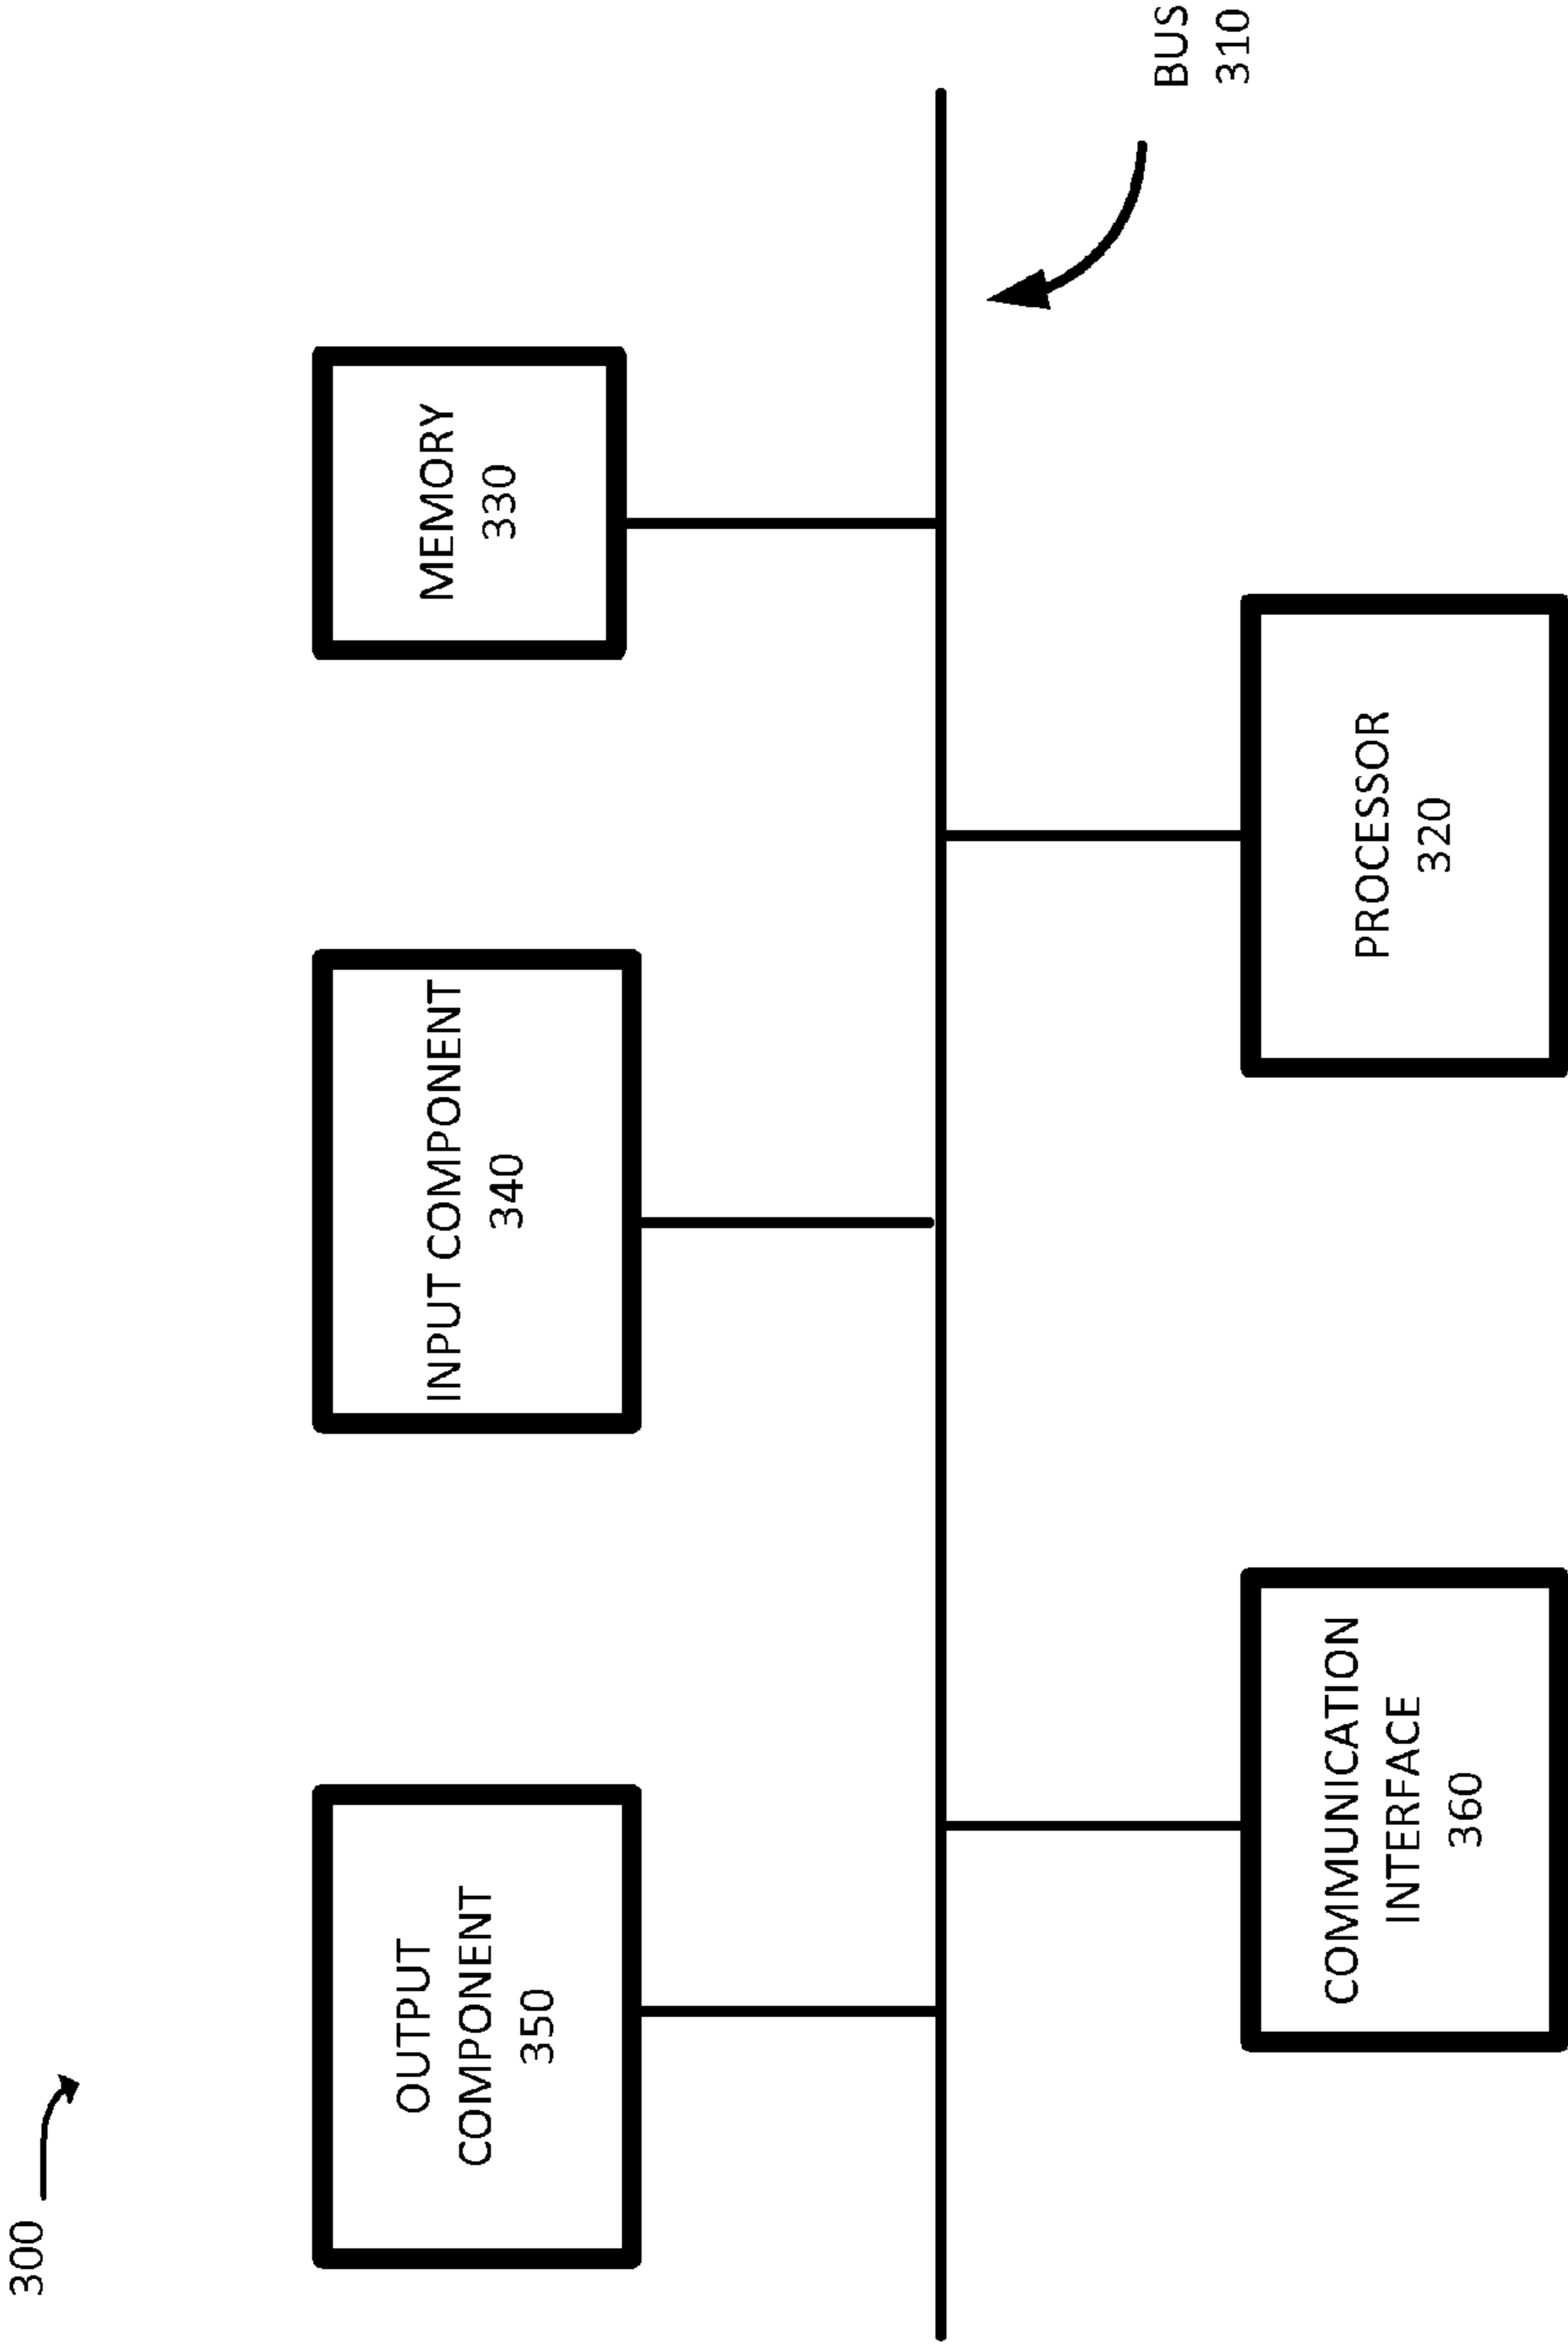 300
OUTPUT
COMPONENT
350
INPUT COMPONENT
340
MEMORY
330
COMMUNICATION
INTERFACE
360
PROCESSOR
320
BUS
310